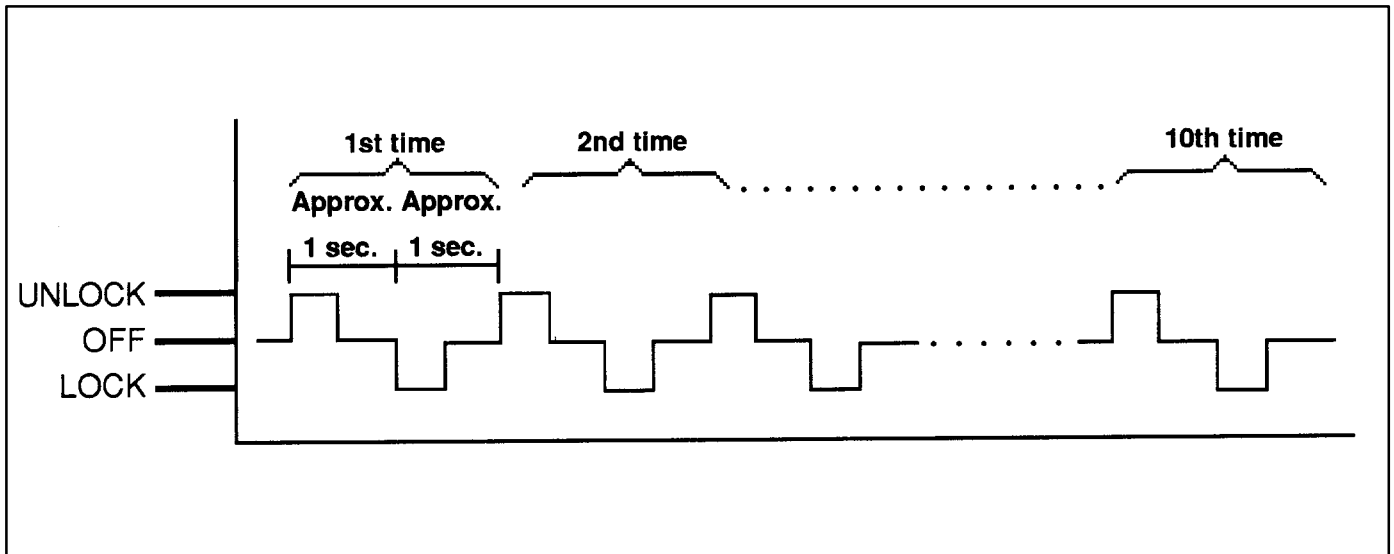 1st time
2nd time
10th time
Approx. Approx.
1 sec. 1 sec.
UNLOCK
OFF
LOCK